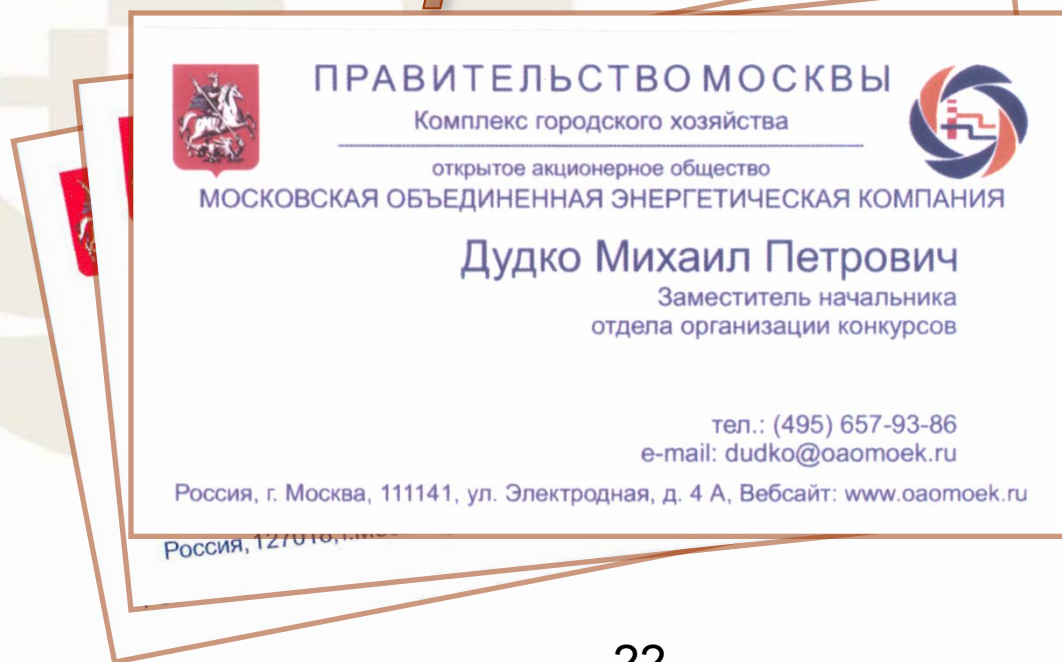 ПРАВИТЕЛЬСТВО МОСКВЫ
Комплекс городского хозяйства
открытое акционерное общество
МОСКОВСКАЯ ОБЪЕДИНЕННАЯ ЭНЕРГЕТИЧЕСКАЯ КОМПАНИЯ
Дудко Михаил Петрович
Заместитель начальника
отдела организации конкурсов
тел.: (495) 657-93-86
e-mail: dudko@oaomoek.ru
Россия, г. Москва, 111141, ул. Электродная, д. 4 А, Вебсайт: www.oaomoek.ru
Россия, 127018,
22